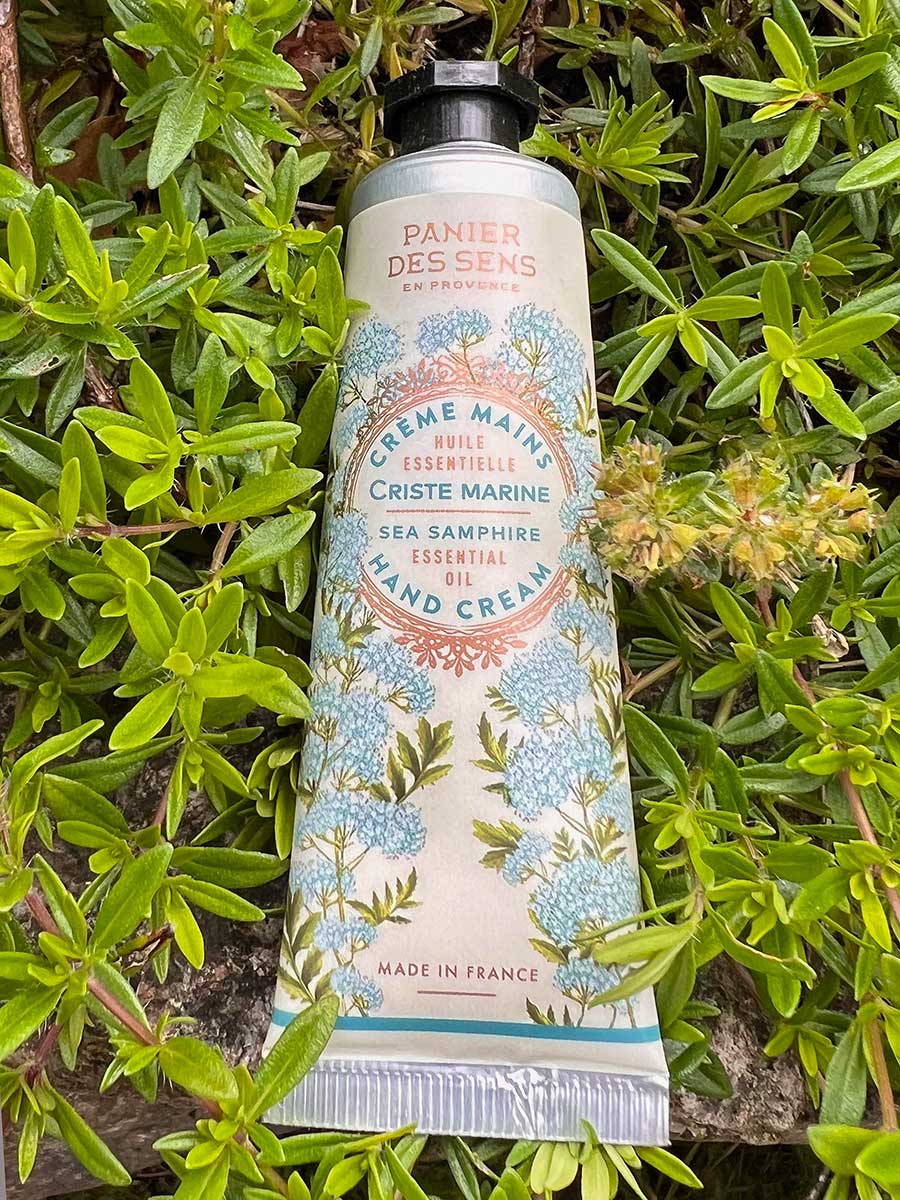 PANIER
DES SENS
EN PROVENCE
CRÈME MAINS
HUILE
ESSENTIELLE
CRISTE MARINE
SEA SAMPHIRE
ESSENTIAL
OIL
HAND CREAM
MADE IN FRANCE